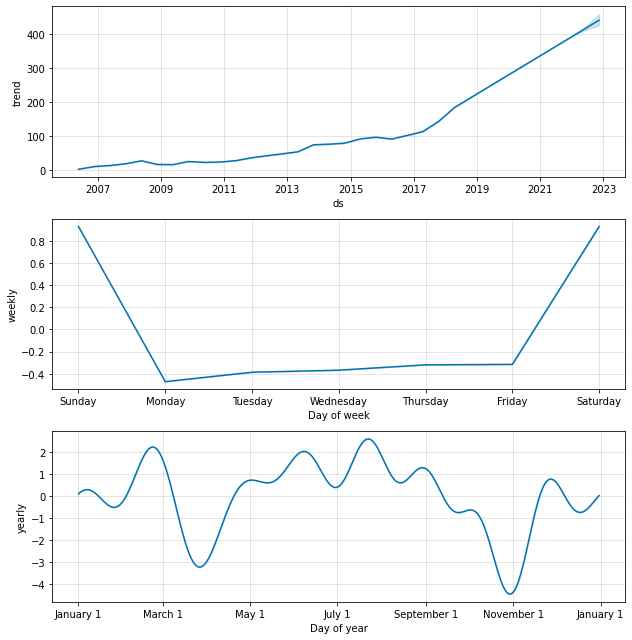 400
300
200
100
0
trend
2007 2009 2011 2013 2015 2017 2019 2021 2023
ds
0.8
0.6
0.4
0.2
0.0
−0.2
−0.4
weekly
Sunday Monday Tuesday Wednesday Thursday Friday Saturday
Day of week
2
1
0
−1
−2
−3
−4
yearly
January 1 March 1 May 1 July 1 September 1 November 1 January 1
Day of year